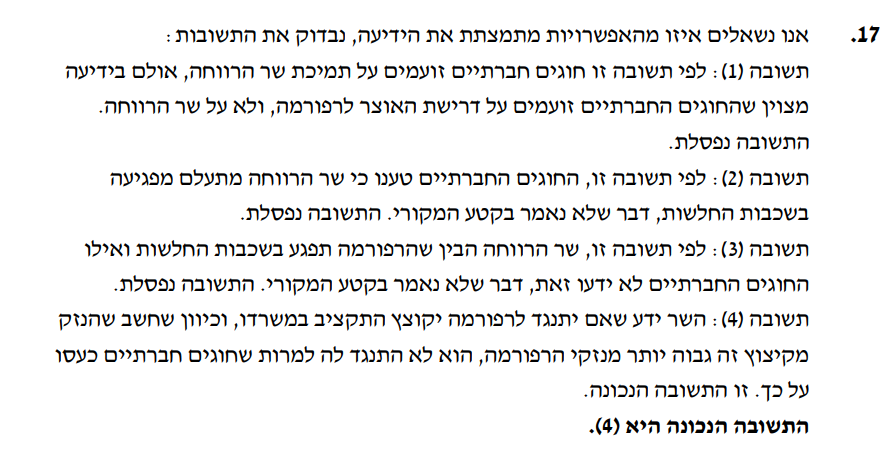 17. אנו נשאלים איזו מהאפשרויות מתמצתת את הידיעה, נבדוק את התשובות:
תשובה (1): לפי תשובה זו חוגים חברתיים זועמים על תמיכת שר הרווחה, אולם בידיעה
מצוין שהחוגים החברתיים זועמים על דרישת האוצר לרפורמה, ולא על שר הרווחה.
התשובה נפסלת.
תשובה (2): לפי תשובה זו, החוגים החברתיים טענו כי שר הרווחה מתעלם מפגיעה
בשכבות החלשות, דבר שלא נאמר בקטע המקורי. התשובה נפסלת.
תשובה (3): לפי תשובה זו, שר הרווחה הבין שהרפורמה תפגע בשכבות החלשות ואילו
החוגים החברתיים לא ידעו זאת, דבר שלא נאמר בקטע המקורי. התשובה נפסלת.
תשובה (4): השר ידע שאם יתנגד לרפורמה יקוצץ התקציב במשרדו, וכיוון שחשב שהנזק
מקיצוץ זה גבוה יותר מנזקי הרפורמה, הוא לא התנגד לה למרות שחוגים חברתיים כעסו
על כך. זו התשובה הנכונה.
התשובה הנכונה היא (4).